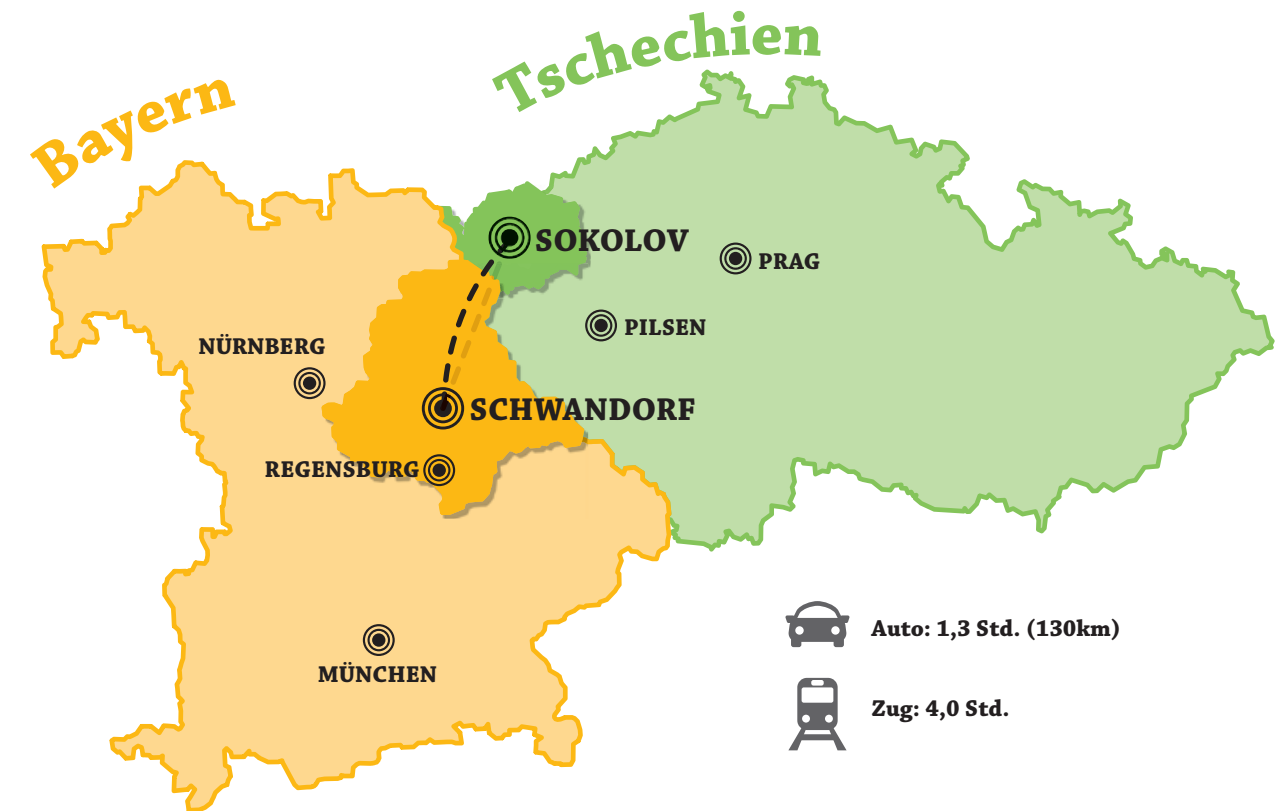 Tschechien
Bayern
SOKOLOV
PRAG
PILSEN
NÜRNBERG
SCHWANDORF
REGENSBURG
Auto: 1,3 Std. (130km)
MÜNCHEN
Zug: 4,0 Std.